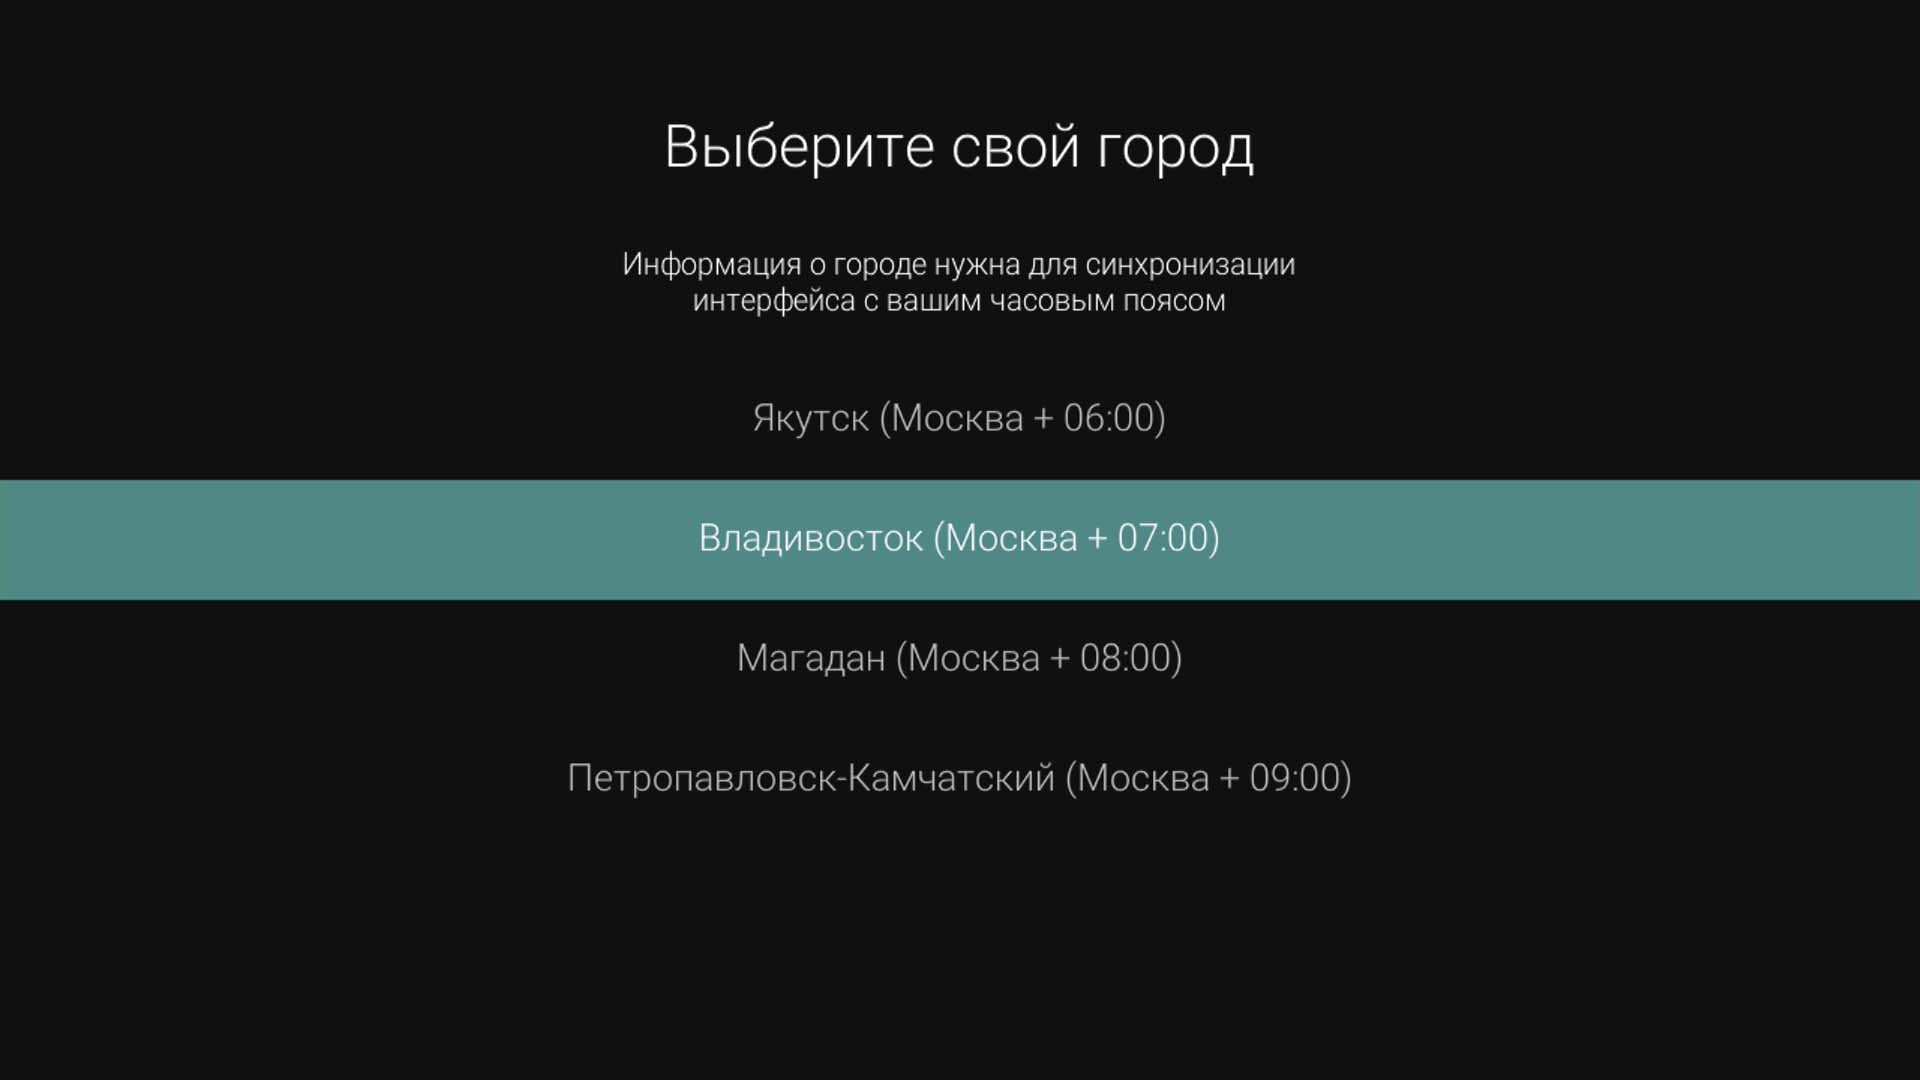 Выберите свой город
Информация о городе нужна для синхронизации
интерфейса с вашим часовым поясом
Якутск (Москва + 06:00)
Владивосток (Москва + 07:00)
Магадан (Москва + 08:00)
Петропавловск-Камчатский (Москва + 09:00)